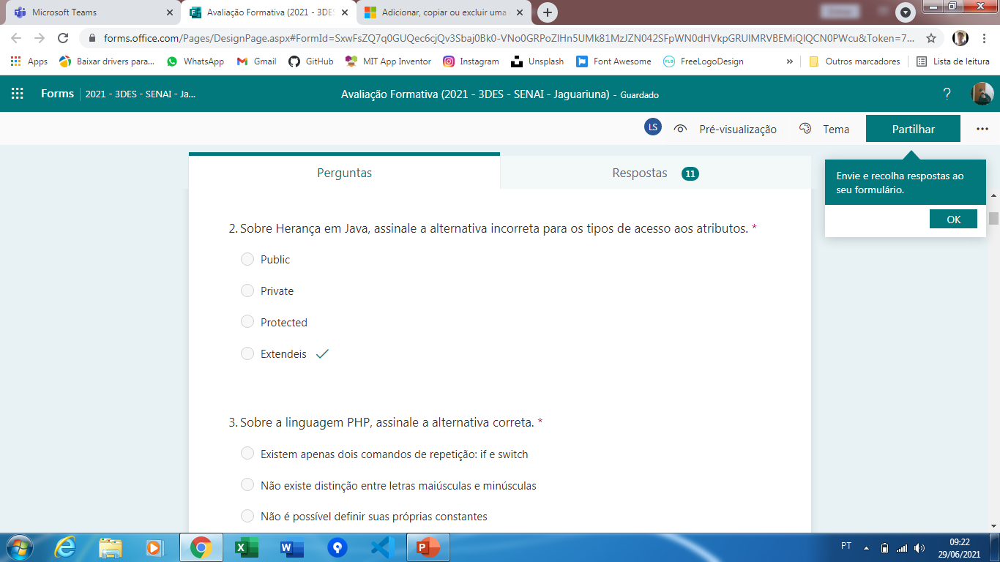 Microsoft Teams
Avaliação Formativa (2021 - 3DES
Adicionar, copiar ou excluir uma
forms.office.com/Pages/DesignPage.aspx#FormId=SxwFsZQ7q0GUQec6cjQv3Sbaj0Bk0-VNo0GRPoZlHn5UMk81MzJZN042SFpWN0dHVkpGRUlMRVBEMiQlQCN0PWcu&Token=7...
Apps
Baixar drivers para...
WhatsApp
Gmail
GitHub
MIT App Inventor
Instagram
Unsplash
Font Awesome
FreeLogoDesign
»
Outros marcadores
Lista de leitura
Forms
2021 - 3DES - SENAI - Ja...
Avaliação Formativa (2021 - 3DES - SENAI - Jaguariuna) - Guardado
?
LS
Pré-visualização
Tema
Partilhar
Perguntas
Respostas 11
Envie e recolha respostas ao
seu formulário.
OK
2. Sobre Herança em Java, assinale a alternativa incorreta para os tipos de acesso aos atributos. *
Public
Private
Protected
Extendeis
3. Sobre a linguagem PHP, assinale a alternativa correta. *
Existem apenas dois comandos de repetição: if e switch
Não existe distinção entre letras maiúsculas e minúsculas
Não é possível definir suas próprias constantes
PT
09:22
29/06/2021